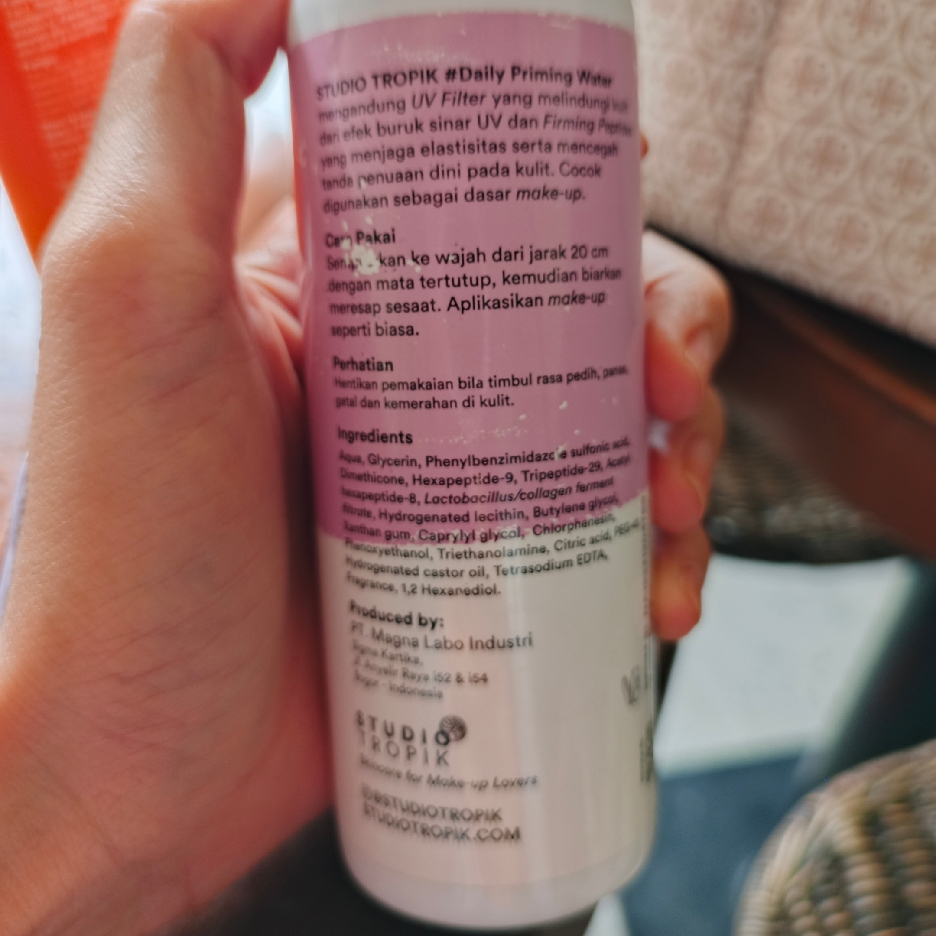 STUDIO TROPIK #Daily Priming Water
mengandung UV Filter yang melindungi
dari efek buruk sinar UV dan Firming Peptides
yang menjaga elastisitas serta mencegah
tanda penuaan dini pada kulit. Cocok
digunakan sebagai dasar make-up.
Cara Pakai
kan ke wajah dari jarak 20 cm
dengan mata tertutup, kemudian biarkan
meresap sesaat. Aplikasikan make-up
seperti biasa.
Perhatian
Hentikan pemakaian bila timbul rasa pedih, panas,
gatal dan kemerahan di kulit.
Ingredients
Aqua, Glycerin, Phenylbenzimidazole sulfonic acid,
Dimethicone, Hexapeptide-9, Tripeptide-29, Acetyl
hexapeptide-8, Lactobacillus/collagen ferment
filtrate, Hydrogenated lecithin, Butylene glycol,
Xanthan gum, Caprylyl glycol, Chlorphenesin,
Phenoxyethanol, Triethanolamine, Citric acid, PEG-40
Hydrogenated castor oil, Tetrasodium EDTA,
Fragrance, 1,2 Hexanediol.
Produced by:
PT. Magna Labo Industri
Kartika,
Jl. Raya i62 & i64
Bogor - Indonesia
STUDIO
TROPIK
Skincare for Make-up Lovers
@STUDIOTROPIK
STUDIOTROPIK.COM